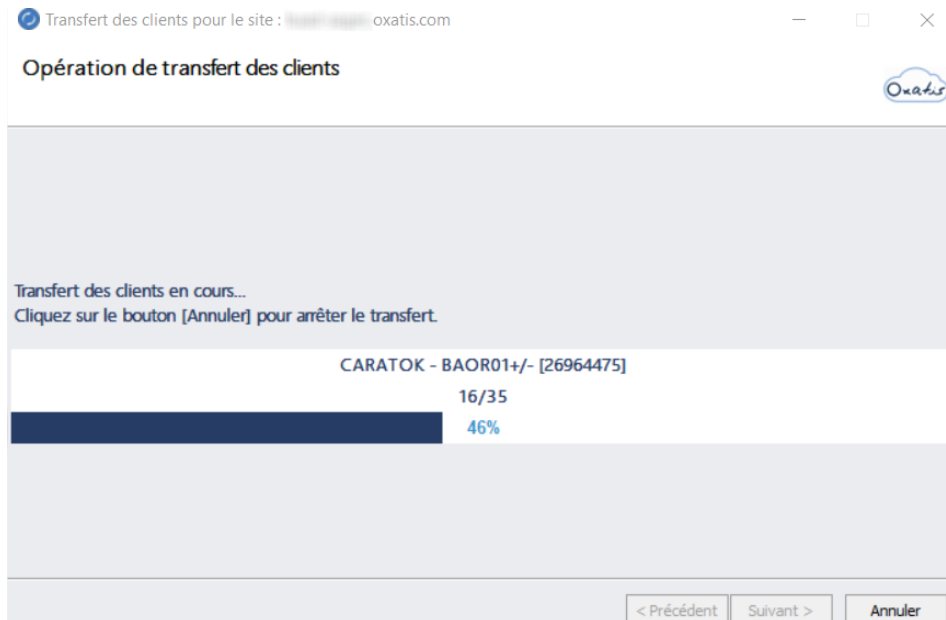 Transfert des clients pour le site : oxatis.com
Opération de transfert des clients
Oxatis
Transfert des clients en cours...
Cliquez sur le bouton [Annuler] pour arrêter le transfert.
CARATOK - BAOR01+/- [26964475]
16/35
46%
< Précédent Suivant > Annuler